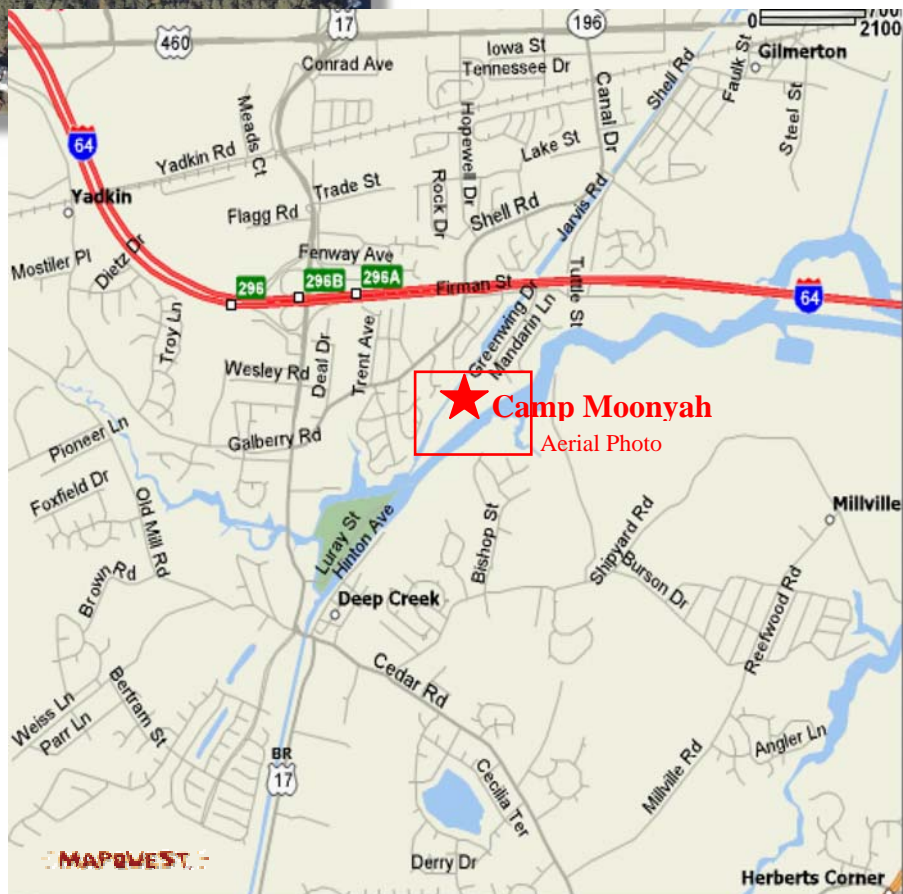 17
196
700
0 2100
460
Iowa St
Gilmerton
Conrad Ave
Tennessee Dr
Shell Rd
Faulk St
Meads Ct
Hopewell Dr
Canal Dr
Steel St
64
Yadkin Rd
Lake St
Yadkin
Trade St
Rock Dr
Flagg Rd
Shell Rd
Jarvis Rd
Mostiler Pl
Dietz Dr
Fenway Ave
296
296B
296A
Firman St
Tuttle St
64
Troy Ln
Deal Dr
Trent Ave
Greenwing Dr
Mandarin Ln
Wesley Rd
Camp Moonyah
Aerial Photo
Galberry Rd
Pioneer Ln
Foxfield Dr
Old Mill Rd
Luray St
Hinton Ave
Bishop St
Shipyard Rd
Millville
Brown Rd
Burson Dr
Deep Creek
Reefwood Rd
Cedar Rd
Weiss Ln
Parr Ln
Bertram St
BR
17
Angler Ln
Millville Rd
Cecilia Ter
MAPQUEST
Derry Dr
Herberts Corner